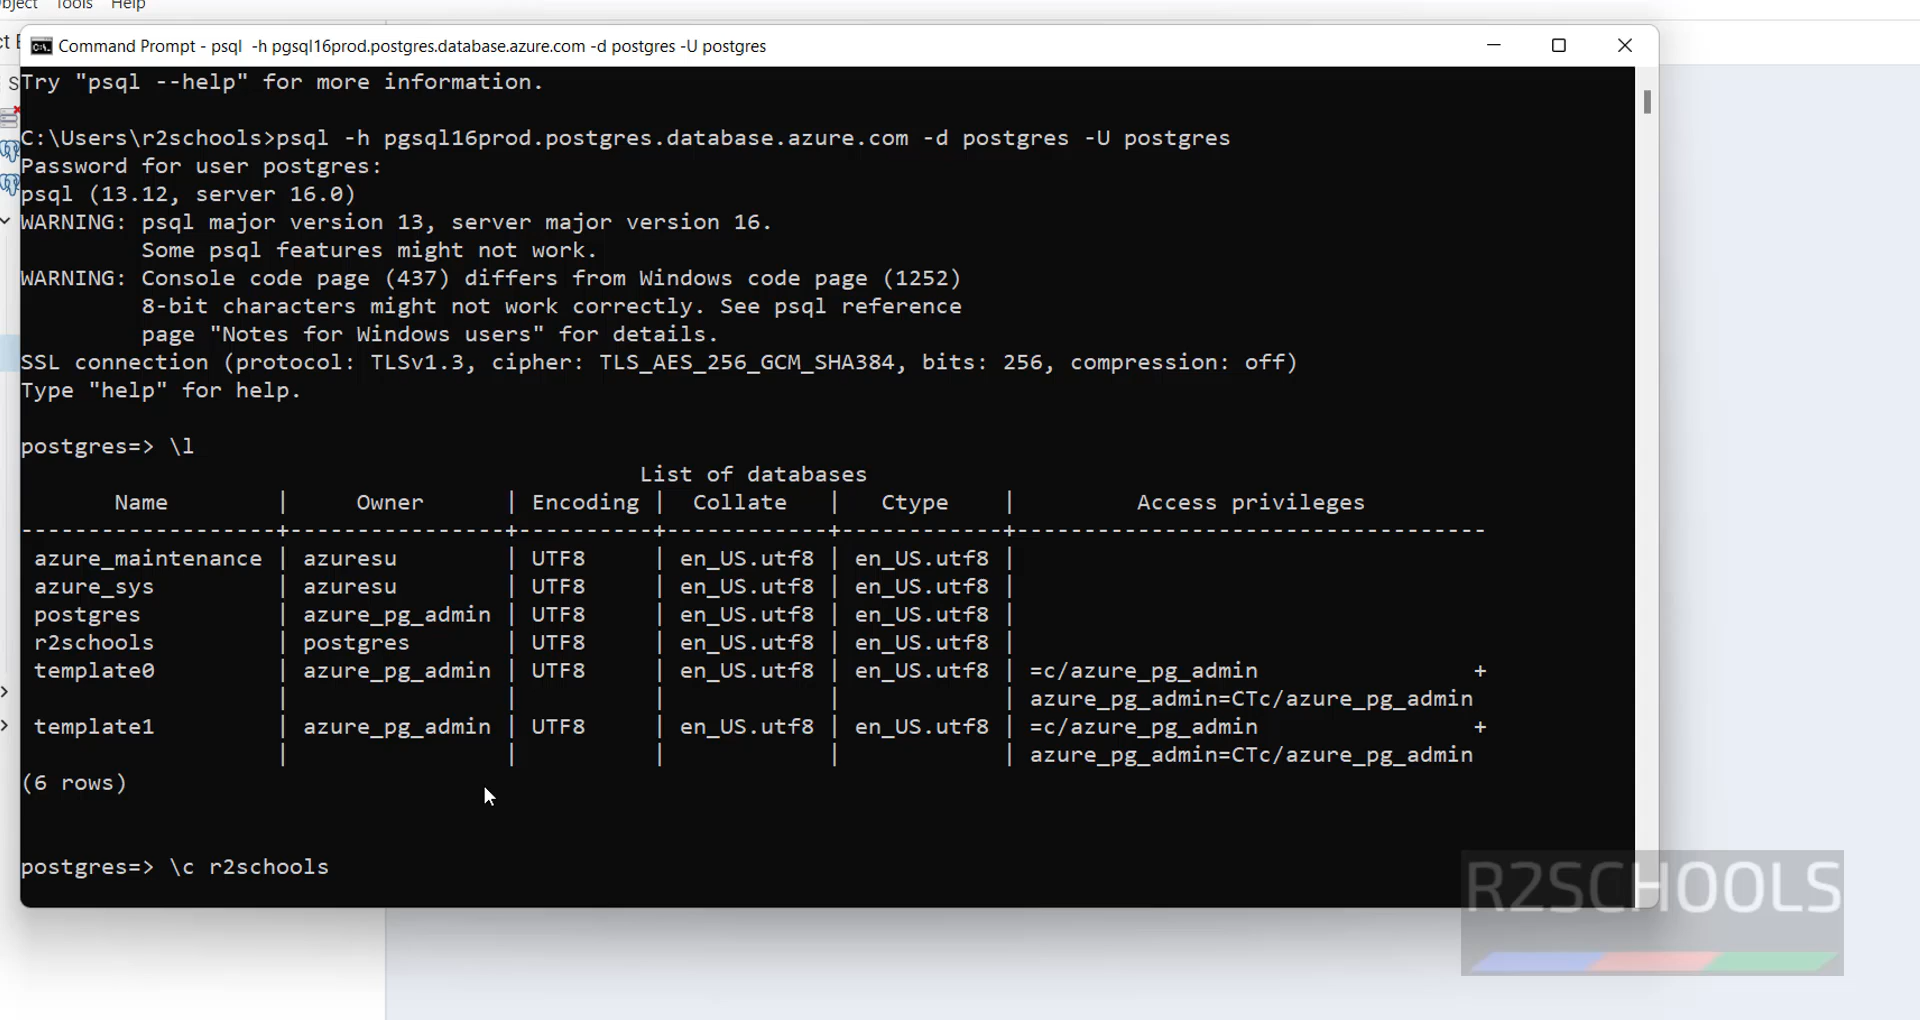 bject Tools Help
ct E
Command Prompt - psql -h pgsql16prod.postgres.database.azure.com -d postgres -U postgres
S
Try "psql --help" for more information.
C:\Users\r2schools>psql -h pgsql16prod.postgres.database.azure.com -d postgres -U postgres
Password for user postgres:
psql (13.12, server 16.0)
WARNING: psql major version 13, server major version 16.
Some psql features might not work.
WARNING: Console code page (437) differs from Windows code page (1252)
8-bit characters might not work correctly. See psql reference
page "Notes for Windows users" for details.
SSL connection (protocol: TLSv1.3, cipher: TLS_AES_256_GCM_SHA384, bits: 256, compression: off)
Type "help" for help.
postgres=> \l
List of databases
Name | Owner | Encoding | Collate | Ctype | Access privileges
-------------------+----------------+-----------+------------+------------+-----------------------------------
azure_maintenance | azuresu | UTF8 | en_US.utf8 | en_US.utf8 |
azure_sys | azuresu | UTF8 | en_US.utf8 | en_US.utf8 |
postgres | azure_pg_admin | UTF8 | en_US.utf8 | en_US.utf8 |
r2schools | postgres | UTF8 | en_US.utf8 | en_US.utf8 |
template0 | azure_pg_admin | UTF8 | en_US.utf8 | en_US.utf8 | =c/azure_pg_admin +
| | | | | azure_pg_admin=CTc/azure_pg_admin
template1 | azure_pg_admin | UTF8 | en_US.utf8 | en_US.utf8 | =c/azure_pg_admin +
| | | | | azure_pg_admin=CTc/azure_pg_admin
(6 rows)
postgres=> \c r2schools
R2SCHOOLS